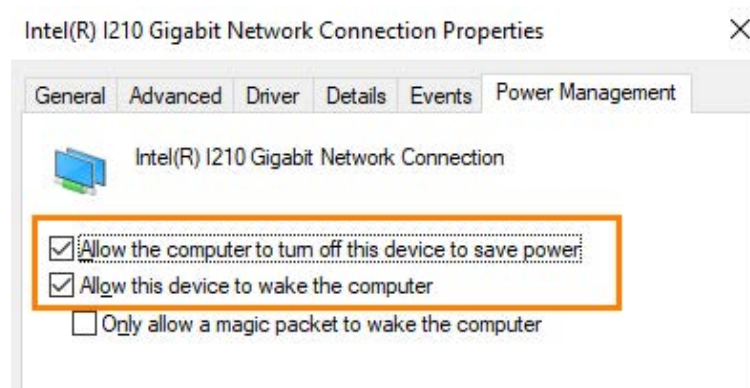 Intel(R) I210 Gigabit Network Connection Properties
General Advanced Driver Details Events Power Management
Intel(R) I210 Gigabit Network Connection
Allow the computer to turn off this device to save power
Allow this device to wake the computer
Only allow a magic packet to wake the computer